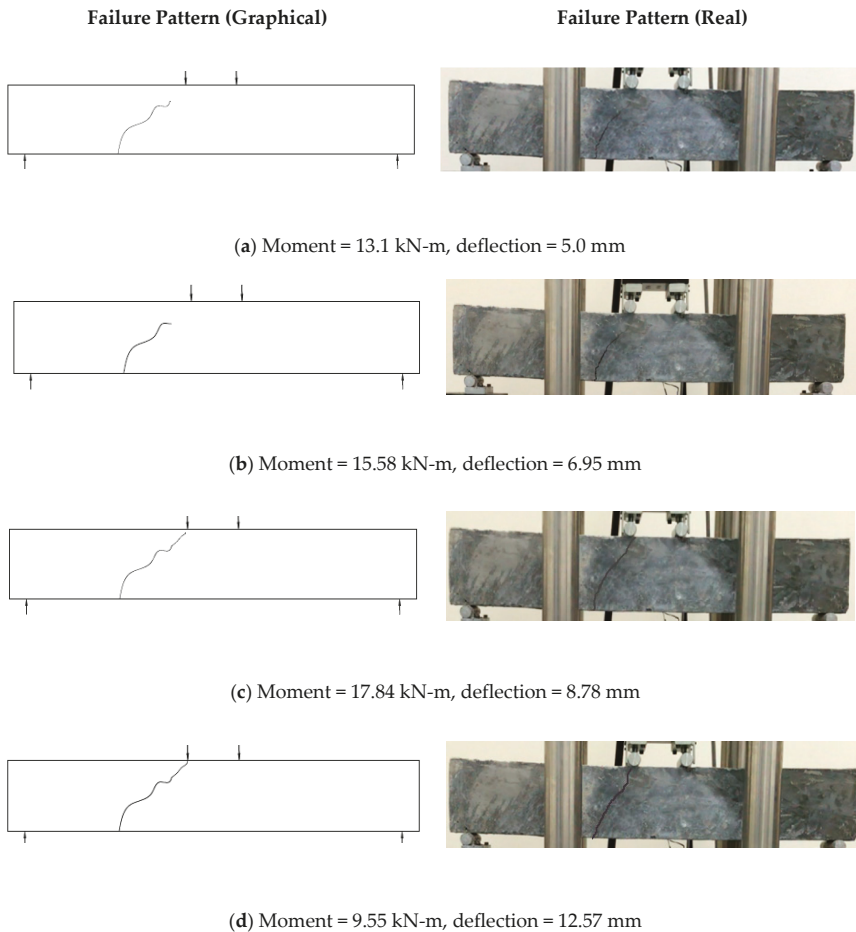 Failure Pattern (Graphical) Failure Pattern (Real)
(a) Moment = 13.1 kN-m, deflection = 5.0 mm
(b) Moment = 15.58 kN-m, deflection = 6.95 mm
(c) Moment = 17.84 kN-m, deflection = 8.78 mm
(d) Moment = 9.55 kN-m, deflection = 12.57 mm